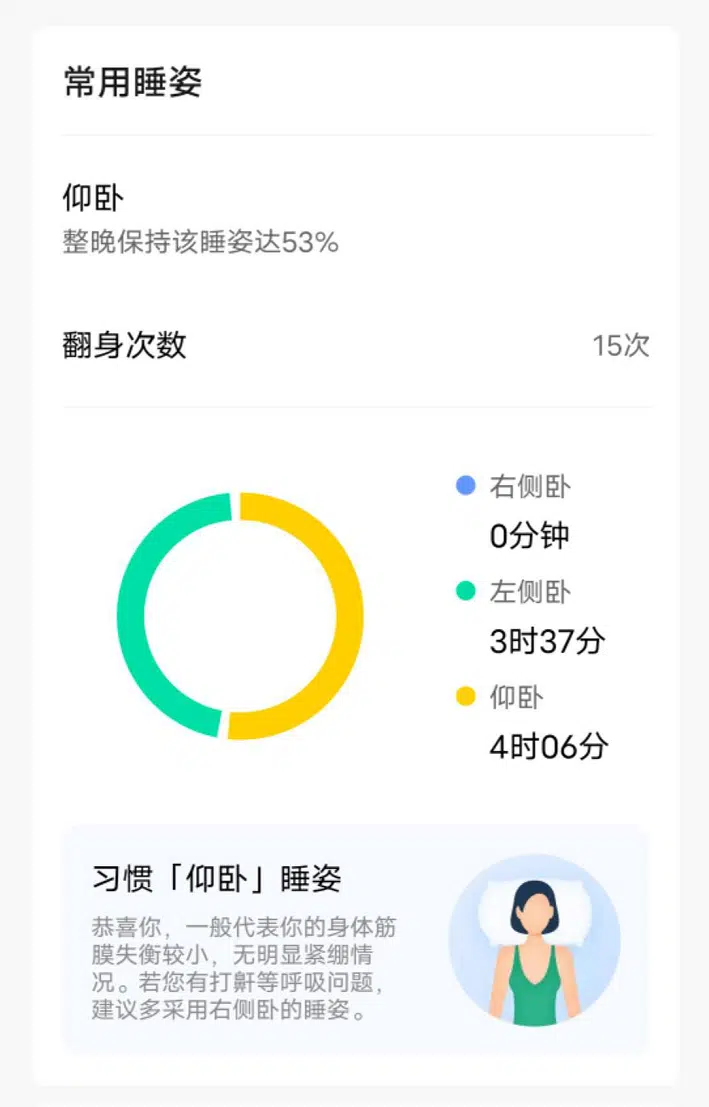 常用睡姿
仰卧
整晚保持该睡姿达53%
翻身次数
15次
右侧卧
0分钟
左侧卧
3时37分
仰卧
4时06分
习惯「仰卧」睡姿
恭喜你，一般代表你的身体筋
膜失衡较小，无明显紧绷情
况。若您有打鼾等呼吸问题，
建议多采用右侧卧的睡姿。